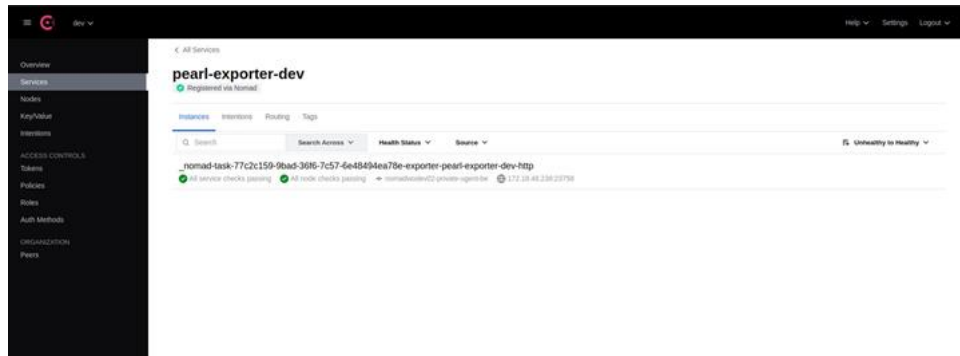 dev
Help
Settings
Logout
Overview
Services
Nodes
Key/Value
Intentions
ACCESS CONTROLS
Tokens
Policies
Roles
Auth Methods
ORGANIZATION
Peers
All Services
pearl-exporter-dev
Registered via Nomad
Instances Intentions Routing Tags
Search Search Across Health Status Source Unhealthy to Healthy
_nomad-task-77c2c159-9bad-36f6-7c57-6e48494ea78e-exporter-pearl-exporter-dev-http
All service checks passing All node checks passing